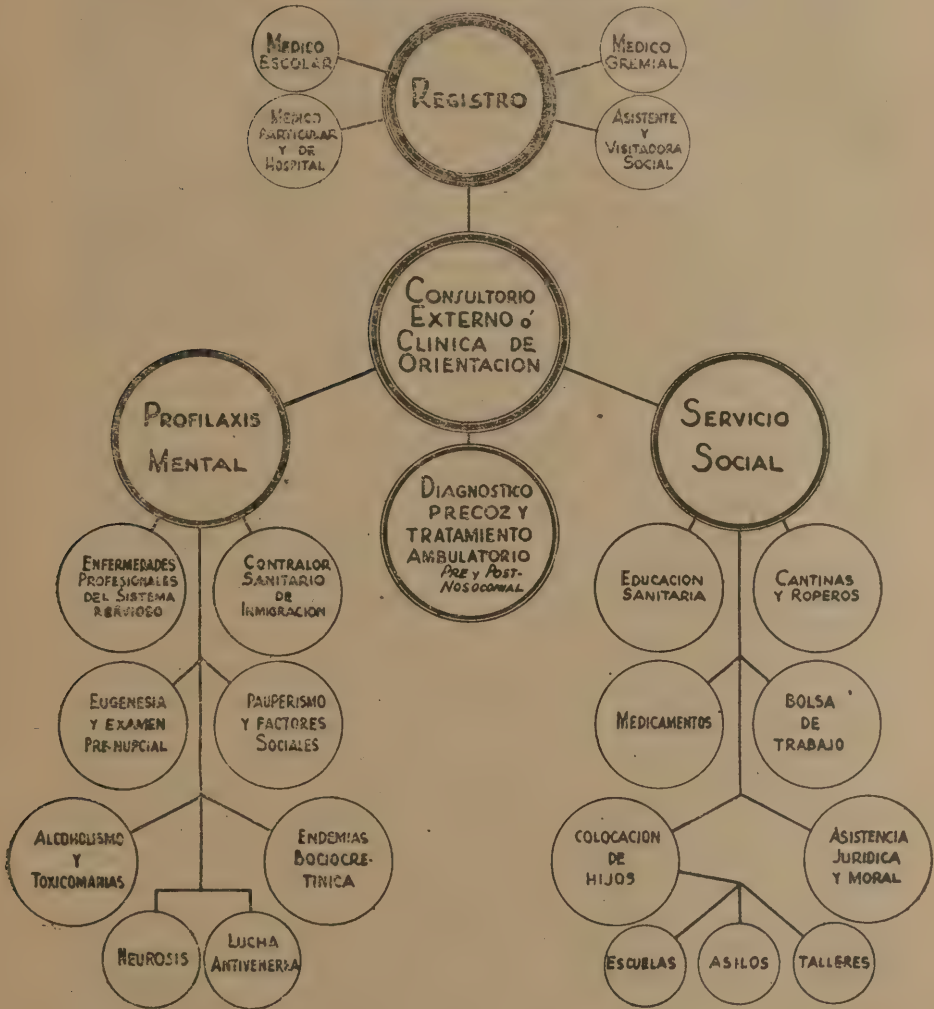 MEDICO
ESCOLAR
REGISTRO
MEDICO
GREMIAL
MEDICO
PARTICULAR
Y DE
HOSPITAL
ASISTENTE
Y
VISITADORA
SOCIAL
CONSULTORIO
EXTERNO ó
CLINICA DE
ORIENTACION
PROFILAXIS
MENTAL
DIAGNOSTICO
PRECOZ Y
TRATAMIENTO
AMBULATORIO
PRE Y POST-
NOSOCOMIAL
SERVICIO
SOCIAL
ENFERMEDADES
PROFESIONALES
DEL SISTEMA
NERVIOSO
CONTRALOR
SANITARIO
DE
INMIGRACION
EDUCACION
SANITARIA
CANTINAS
Y ROPEROS
EUGENESIA
Y EXAMEN
PRE-NUPCIAL
PAUPERISMO
Y FACTORES
SOCIALES
MEDICAMENTOS
BOLSA
DE
TRABAJO
ALCOHOLISMO
Y
TOXICOMANIAS
ENDEMIAS
BOCIOCRE-
TINICA
COLOCACION
DE
HIJOS
ASISTENCIA
JURIDICA
Y MORAL
NEUROSIS
LUCHA
ANTIVENEREA
ESCUELAS
ASILOS
TALLERES